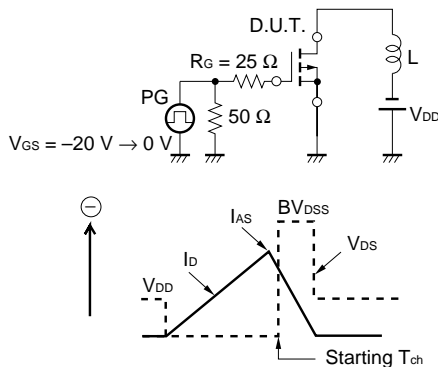 D.U.T.
RG = 25 Ω
L
PG
50 Ω
VDD
VGS = −20 V → 0 V
−
IAS
BVDSS
ID
VDS
VDD
Starting Tch